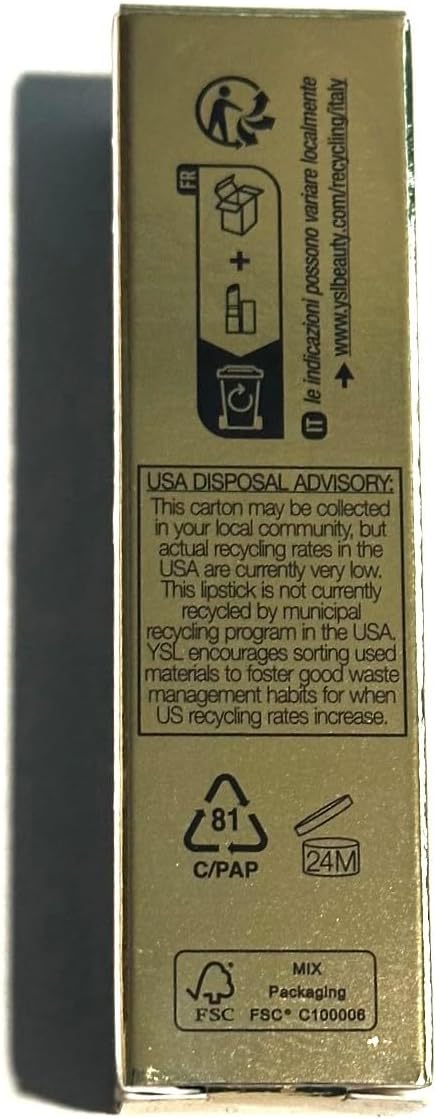 FR
+
IT le indicazioni possono variare localmente
www.yslbeauty.com/recycling/italy
USA DISPOSAL ADVISORY:
This carton may be collected
in your local community, but
actual recycling rates in the
USA are currently very low.
This lipstick is not currently
recycled by municipal
recycling program in the USA.
YSL encourages sorting used
materials to foster good waste
management habits for when
US recycling rates increase.
81
C/PAP
24M
FSC
MIX
Packaging
FSC® C100006